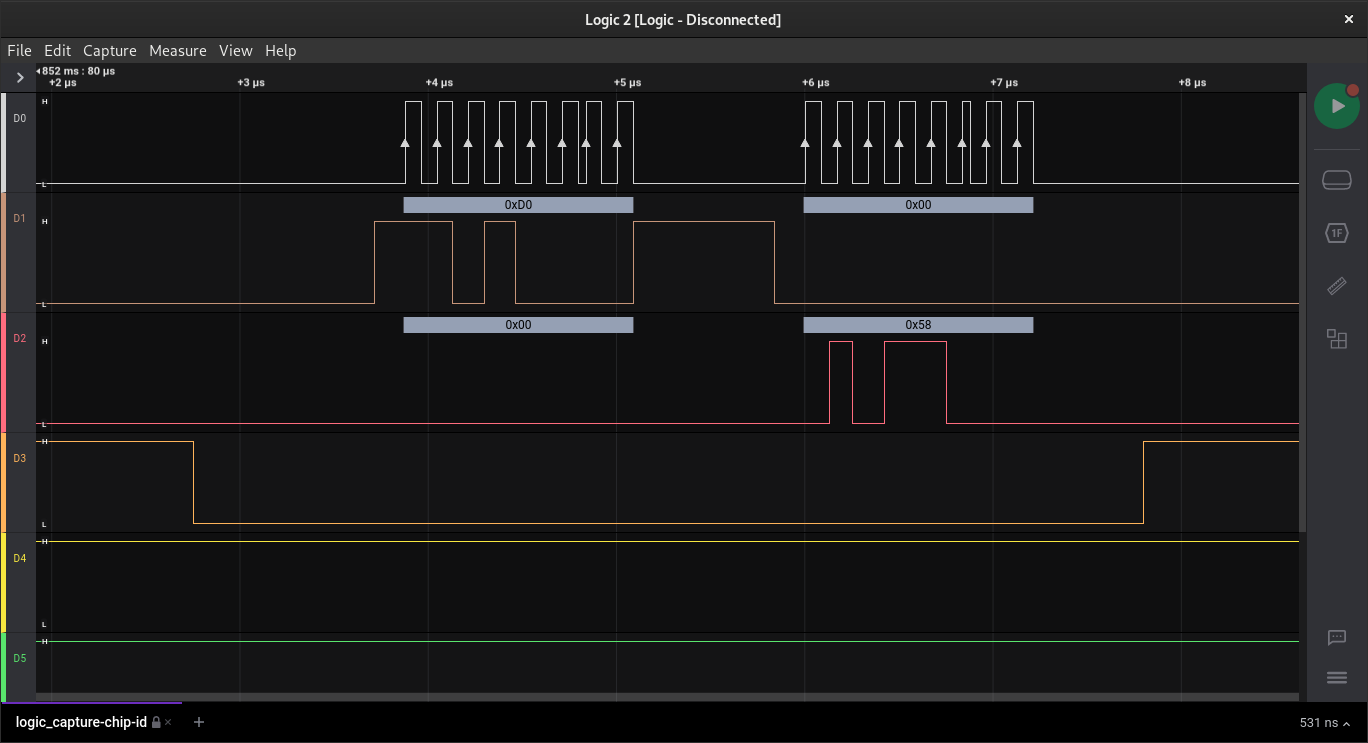 Logic 2 [Logic - Disconnected]
File Edit Capture Measure View Help
852 ms : 80 µs
+2 µs +3 µs +4 µs +5 µs +6 µs +7 µs +8 µs
D0
H
L
D1
0xD0 0x00
H
L
D2
0x00 0x58
H
L
D3
H
L
D4
H
L
D5
H
1F
logic_capture-chip-id
531 ns